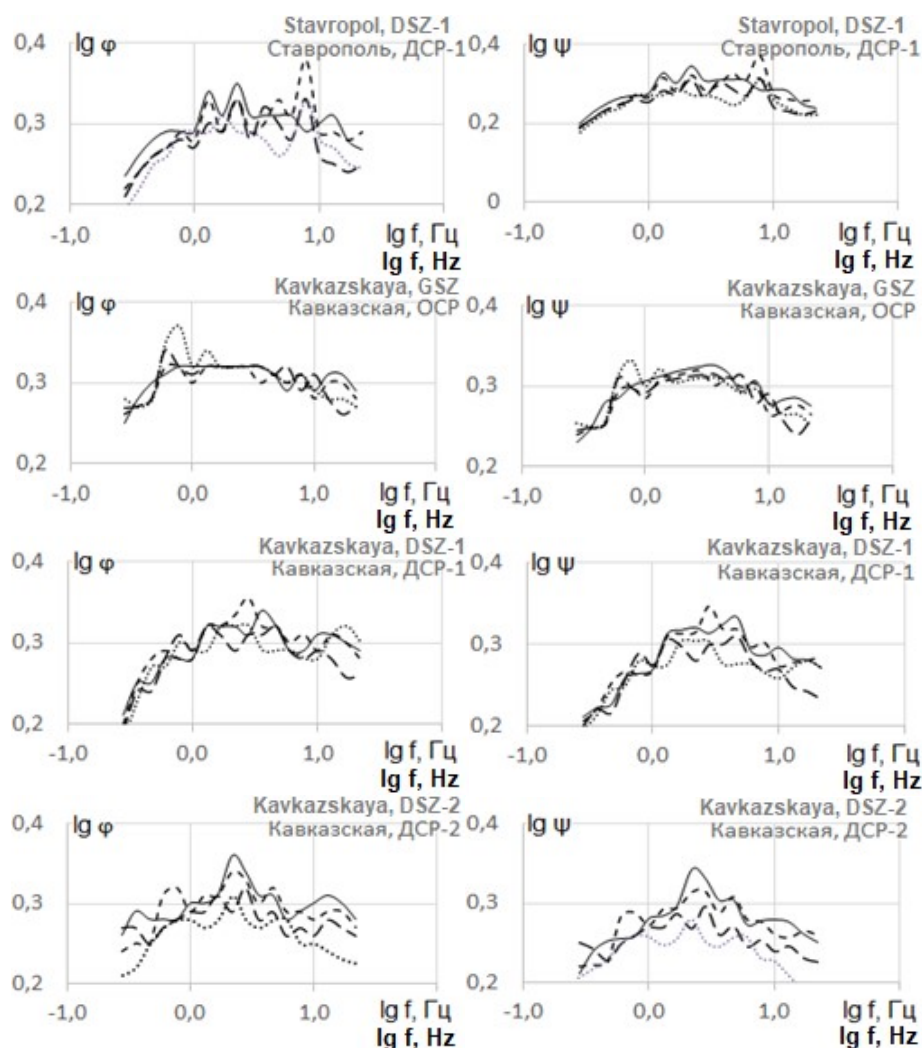 Stavropol, DSZ-1
Ставрополь, ДСР-1
0,4
lg φ
0,3
0,2
-1,0
0,0
1,0
lg f, Гц
lg f, Hz
Stavropol, DSZ-1
Ставрополь, ДСР-1
0,4
lg ψ
0,2
0
-1,0
0,0
1,0
lg f, Гц
lg f, Hz
Kavkazskaya, GSZ
Кавказская, ОСР
0,4
lg φ
0,3
0,2
-1,0
0,0
1,0
lg f, Гц
lg f, Hz
Kavkazskaya, GSZ
Кавказская, ОСР
0,4
lg ψ
0,3
0,2
-1,0
0,0
1,0
lg f, Гц
lg f, Hz
Kavkazskaya, DSZ-1
Кавказская, ДСР-1
0,4
lg φ
0,3
0,2
-1,0
0,0
1,0
lg f, Гц
lg f, Hz
Kavkazskaya, DSZ-1
Кавказская, ДСР-1
0,4
lg ψ
0,3
0,2
-1,0
0,0
1,0
lg f, Гц
lg f, Hz
Kavkazskaya, DSZ-2
Кавказская, ДСР-2
0,4
lg φ
0,3
0,2
-1,0
0,0
1,0
lg f, Гц
lg f, Hz
Kavkazskaya, DSZ-2
Кавказская, ДСР-2
0,4
lg ψ
0,3
0,2
-1,0
0,0
1,0
lg f, Гц
lg f, Hz